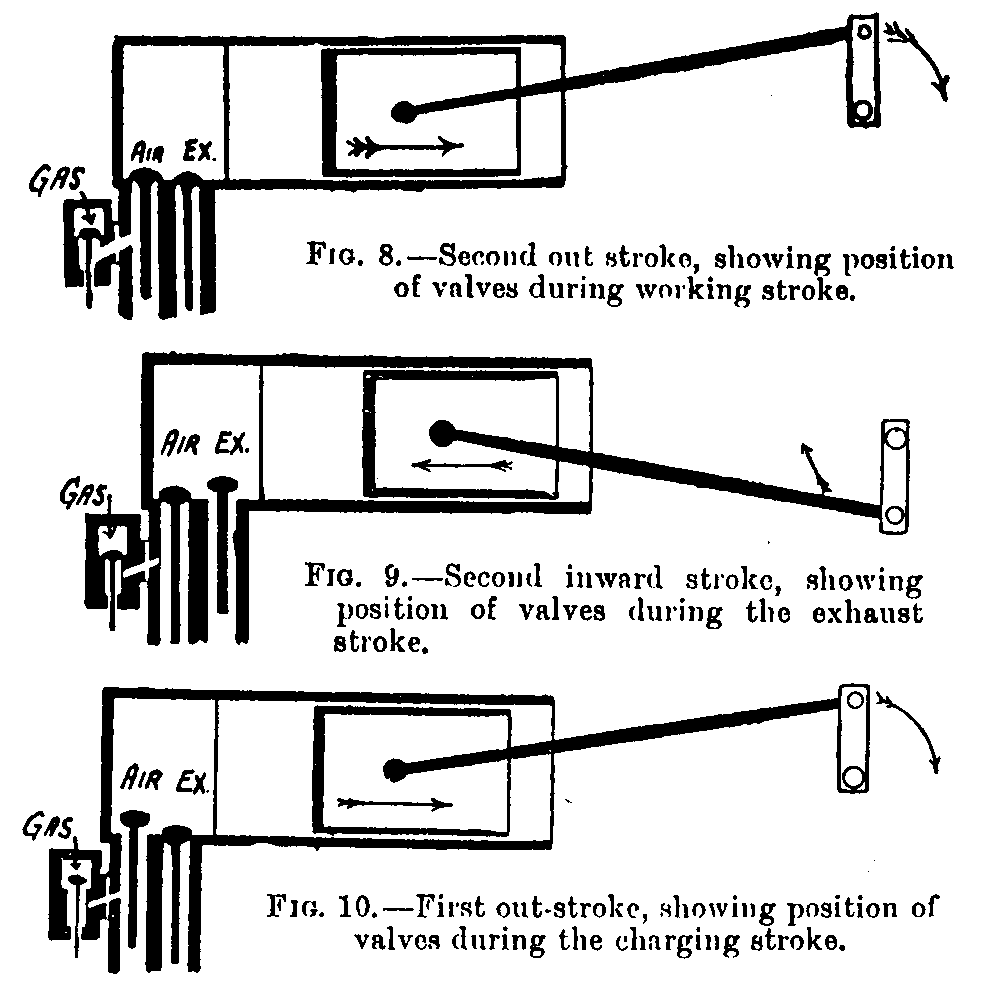 AIR EX.
GAS
FIG. 8.—Second out stroke, showing position
of valves during working stroke.
AIR EX.
GAS
FIG. 9.—Second inward stroke, showing
position of valves during the exhaust
stroke.
AIR EX.
GAS
FIG. 10.—First out-stroke, showing position of
valves during the charging stroke.